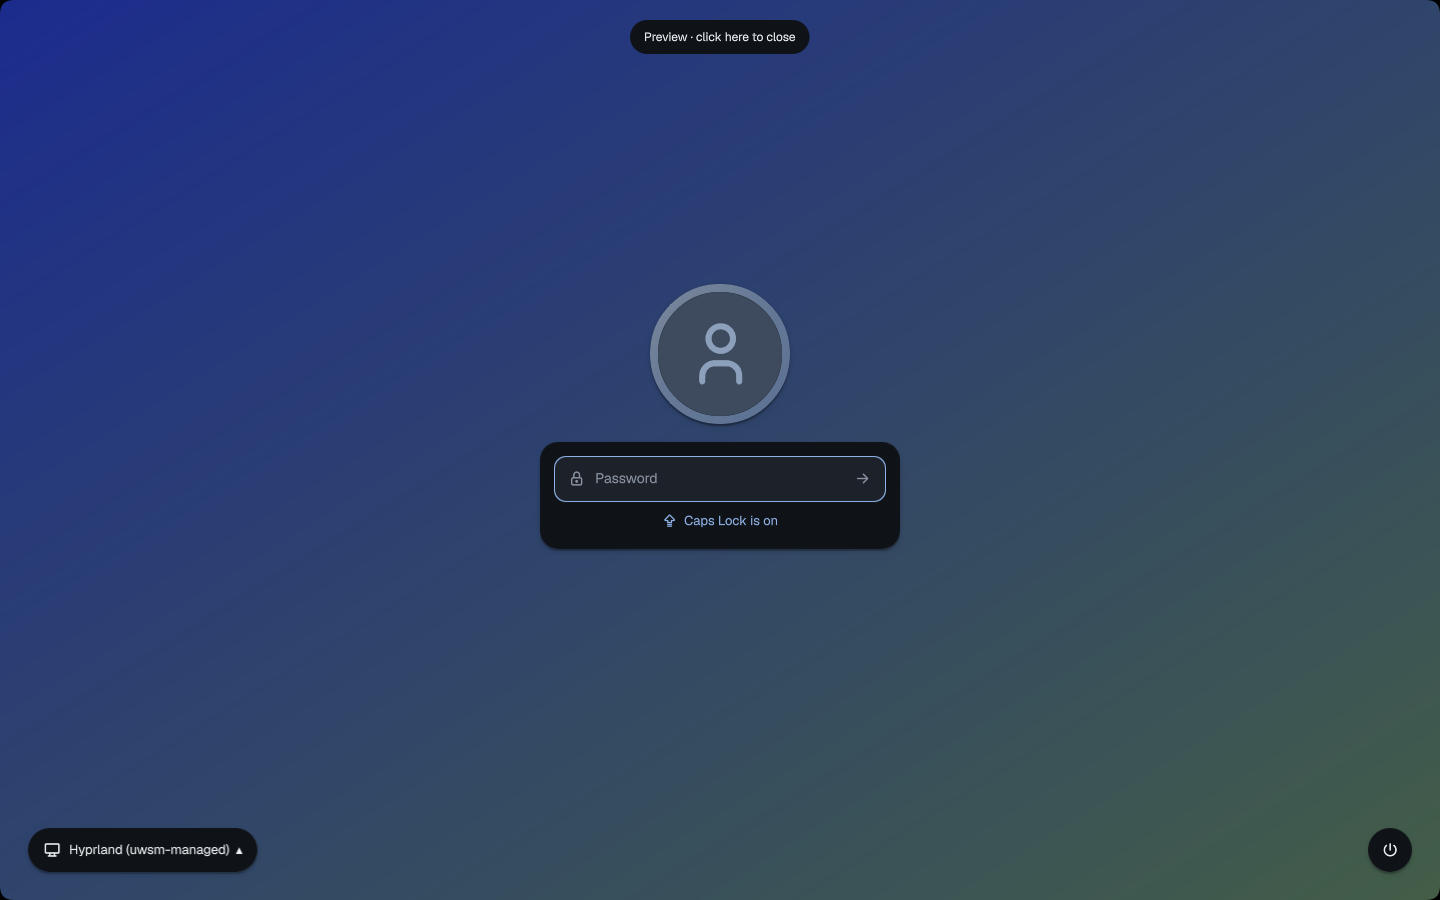 Preview · click here to close
Password
Caps Lock is on
Hyprland (uwsm-managed) ▲